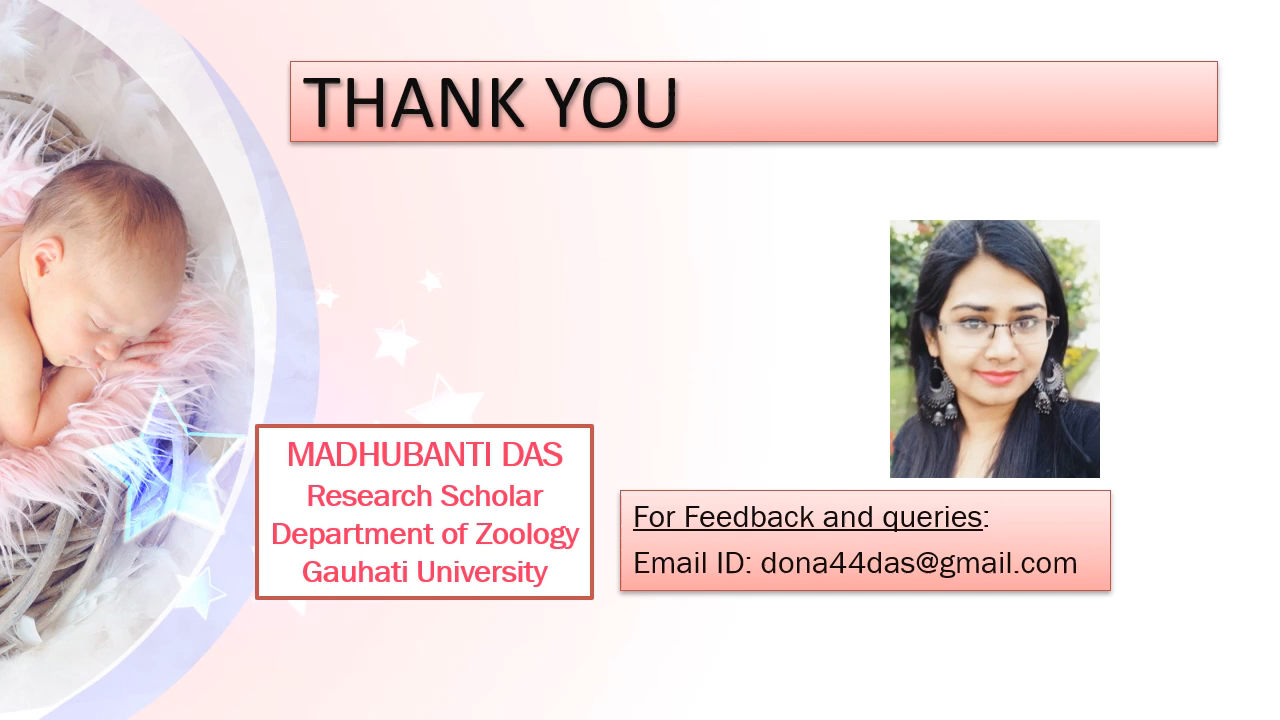 THANK YOU
MADHUBANTI DAS
Research Scholar
Department of Zoology
Gauhati University
For Feedback and queries:
Email ID: dona44das@gmail.com